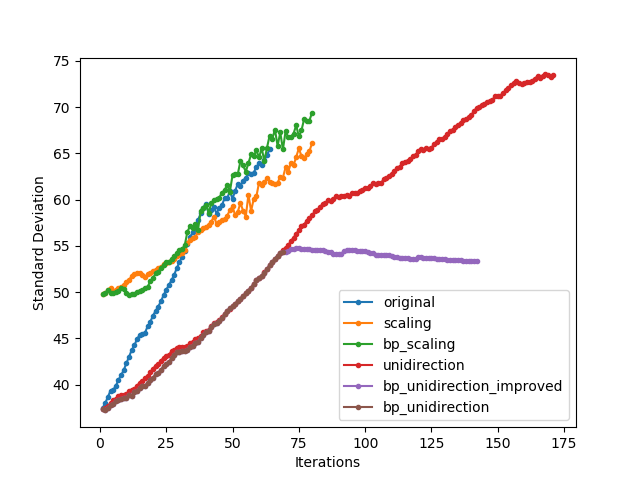 75
70
65
60
55
50
45
40
Standard Deviation
0
25
50
75
100
125
150
175
Iterations
original
scaling
bp_scaling
unidirection
bp_unidirection_improved
bp_unidirection